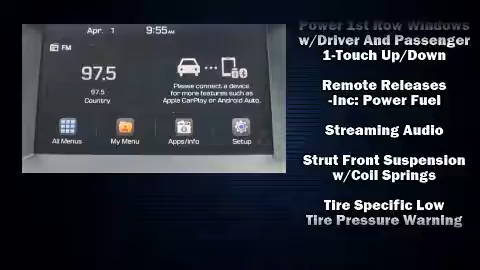 Apr. 1
9:55AM
FM
97.5
97.5
Country
Please connect a device
for more features such as
Apple CarPlay or Android Auto.
All Menus
My Menu
Apps/Info
Setup
Power 1st Row Windows
w/Driver And Passenger
1-Touch Up/Down
Remote Releases
-Inc: Power Fuel
Streaming Audio
Strut Front Suspension
w/Coil Springs
Tire Specific Low
Tire Pressure Warning